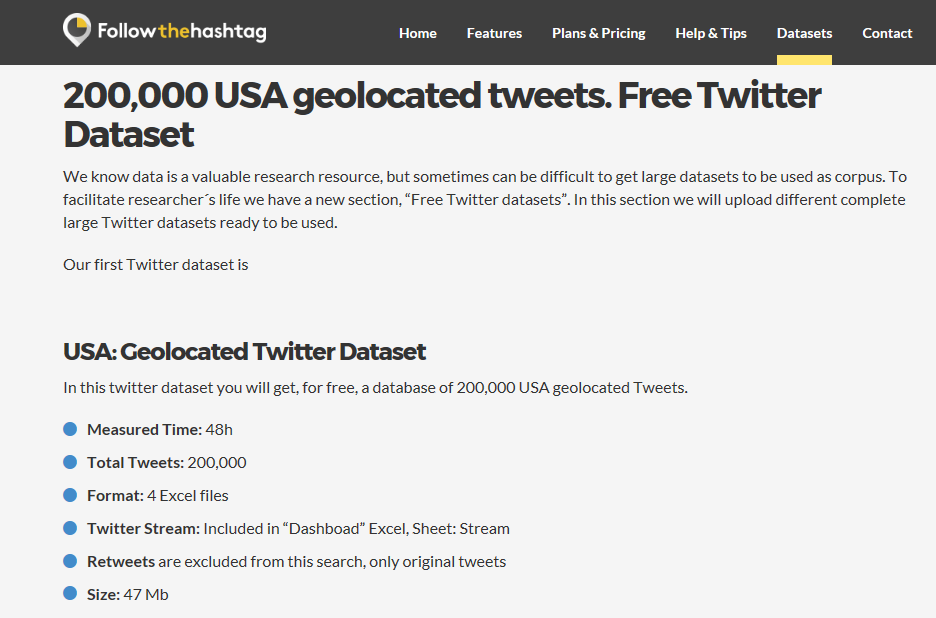 Followthehashtag
Home Features Plans & Pricing Help & Tips Datasets Contact
200,000 USA geolocated tweets. Free Twitter
Dataset
We know data is a valuable research resource, but sometimes can be difficult to get large datasets to be used as corpus. To
facilitate researcher´s life we have a new section, “Free Twitter datasets”. In this section we will upload different complete
large Twitter datasets ready to be used.
Our first Twitter dataset is
USA: Geolocated Twitter Dataset
In this twitter dataset you will get, for free, a database of 200,000 USA geolocated Tweets.
Measured Time: 48h
Total Tweets: 200,000
Format: 4 Excel files
Twitter Stream: Included in “Dashboad” Excel, Sheet: Stream
Retweets are excluded from this search, only original tweets
Size: 47 Mb